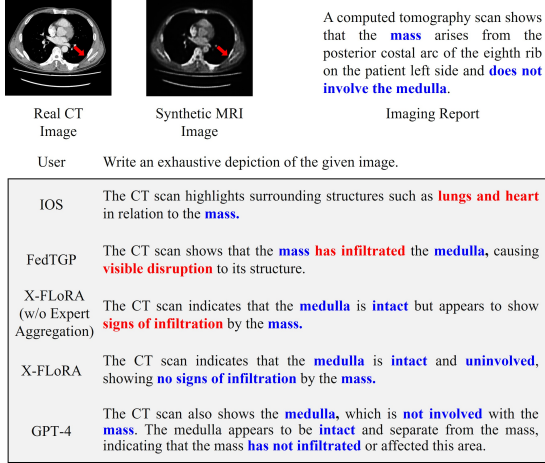 A computed tomography scan shows
that the mass arises from the
posterior costal arc of the eighth rib
on the patient left side and does not
involve the medulla.
Real CT
Image
Synthetic MRI
Image
Imaging Report
User
Write an exhaustive depiction of the given image.
IOS
The CT scan highlights surrounding structures such as lungs and heart
in relation to the mass.
FedTGP
The CT scan shows that the mass has infiltrated the medulla, causing
visible disruption to its structure.
X-FLoRA
(w/o Expert
Aggregation)
The CT scan indicates that the medulla is intact but appears to show
signs of infiltration by the mass.
X-FLoRA
The CT scan indicates that the medulla is intact and uninvolved,
showing no signs of infiltration by the mass.
GPT-4
The CT scan also shows the medulla, which is not involved with the
mass. The medulla appears to be intact and separate from the mass,
indicating that the mass has not infiltrated or affected this area.